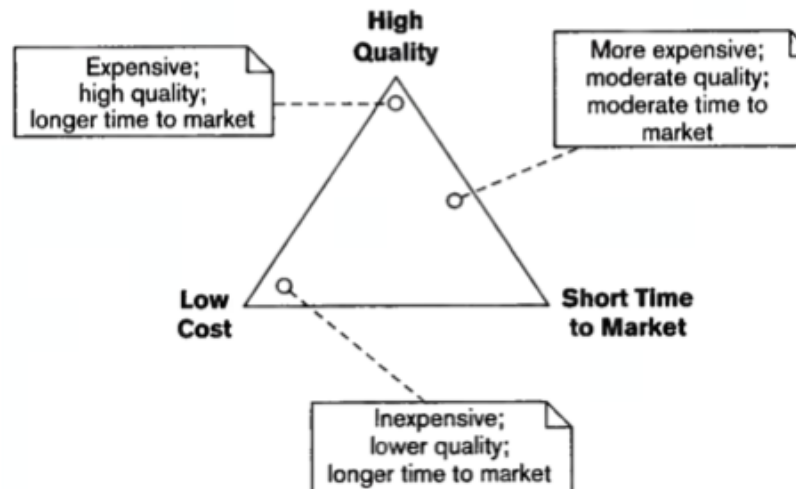 High
Quality
Expensive;
high quality;
longer time to market
More expensive;
moderate quality;
moderate time to
market
Low
Cost
Short Time
to Market
Inexpensive;
lower quality;
longer time to market